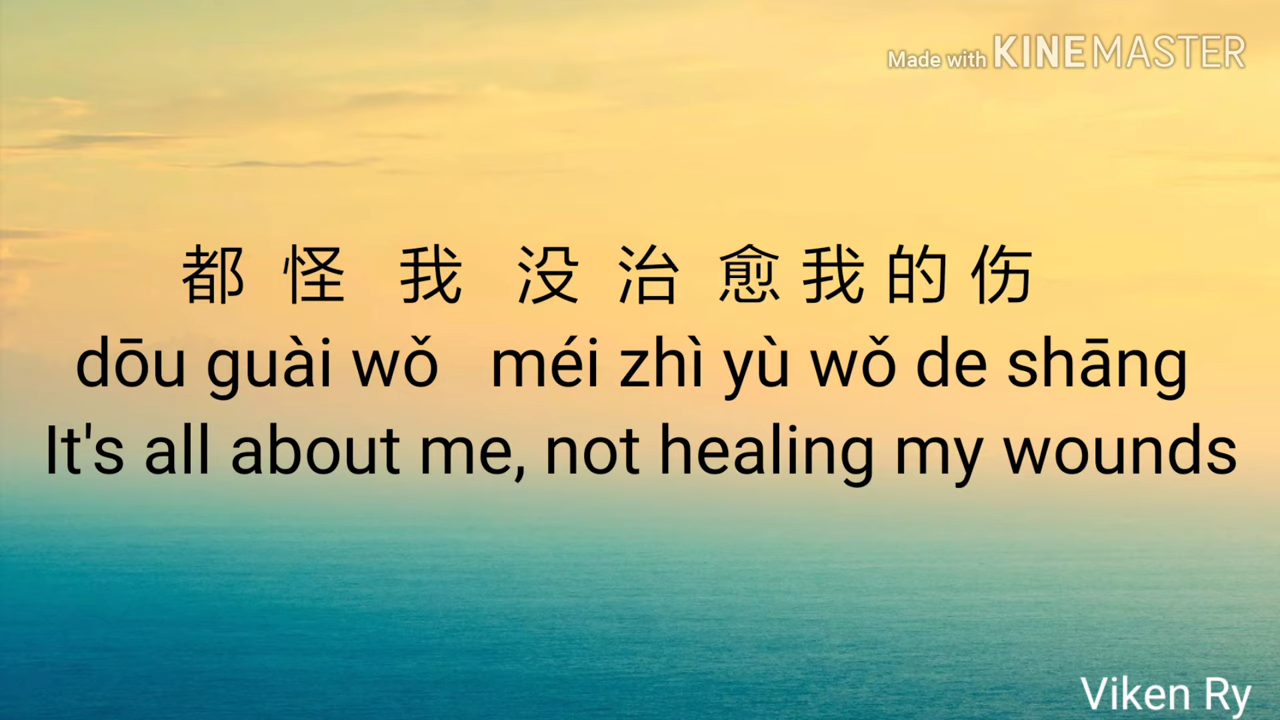 Made with KINEMASTER
都 怪 我 没 治 愈 我 的 伤
dōu guài wǒ méi zhì yù wǒ de shāng
It's all about me, not healing my wounds
Viken Ry